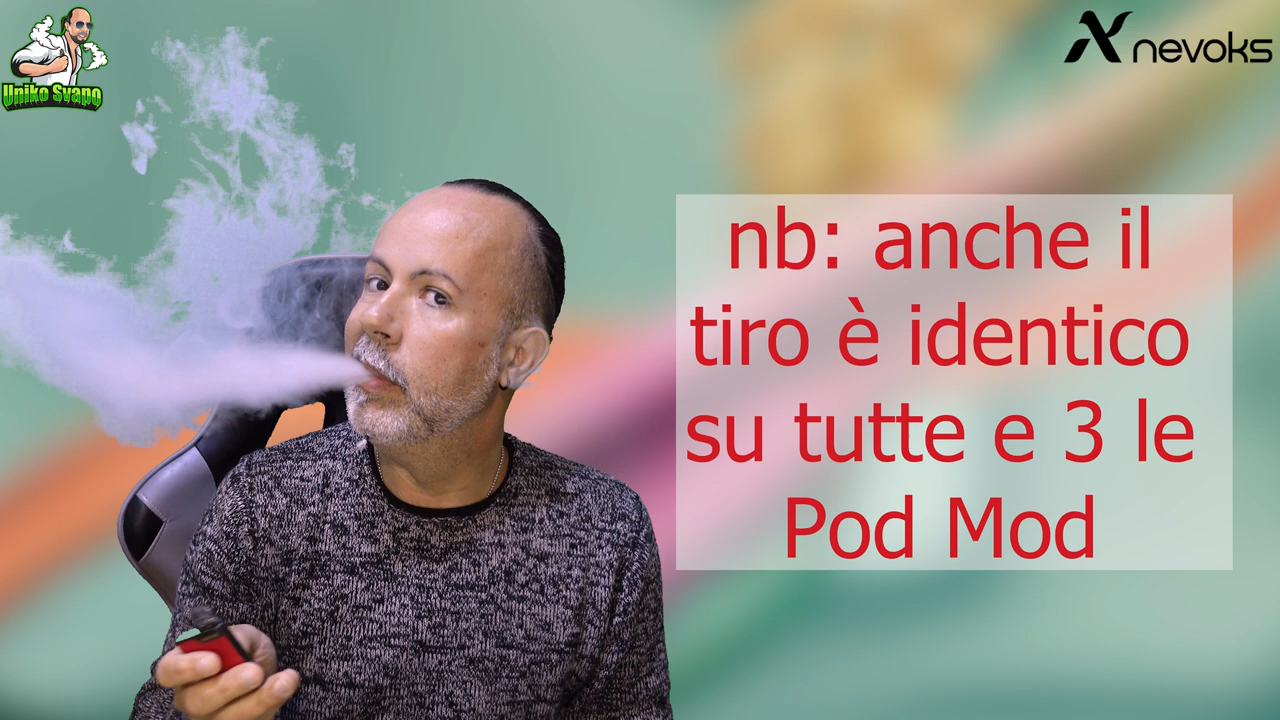 Uniko Svapo
nevoks
nb: anche il
tiro è identico
su tutte e 3 le
Pod Mod